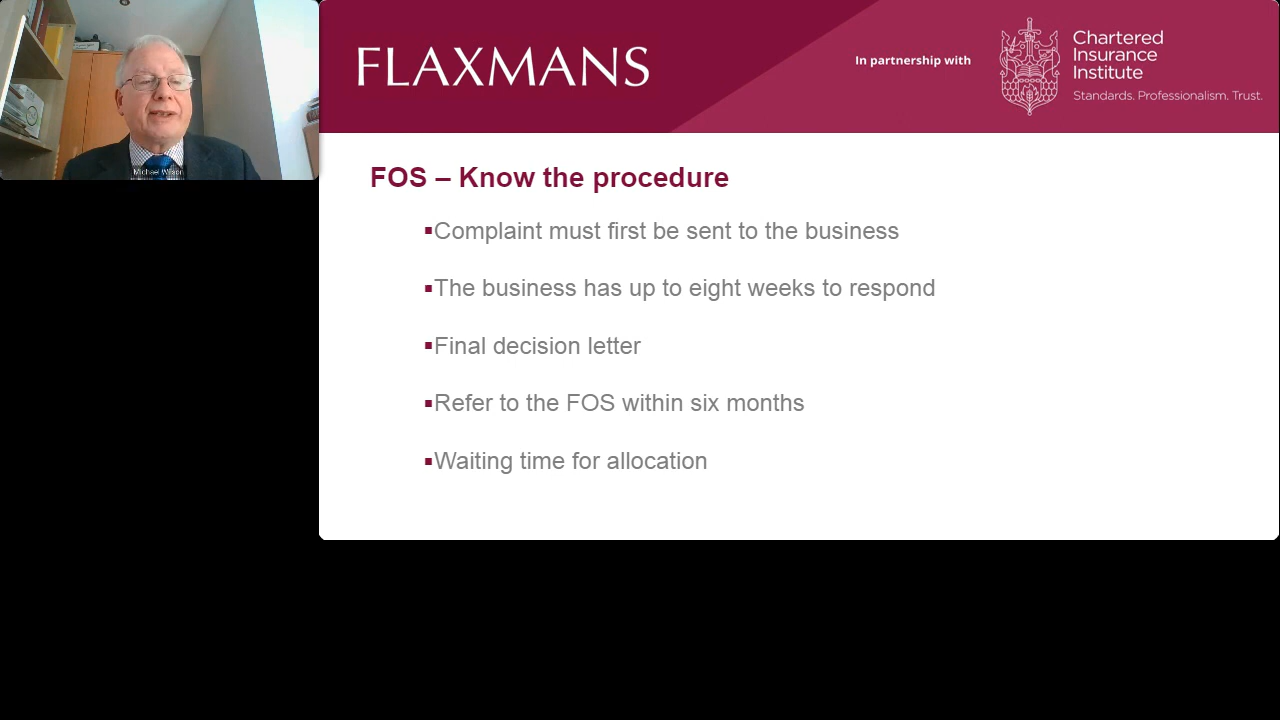 Michael Wilson
FLAXMANS
In partnership with
Chartered
Insurance
Institute
Standards. Professionalism. Trust.
FOS – Know the procedure
▪Complaint must first be sent to the business
▪The business has up to eight weeks to respond
▪Final decision letter
▪Refer to the FOS within six months
▪Waiting time for allocation